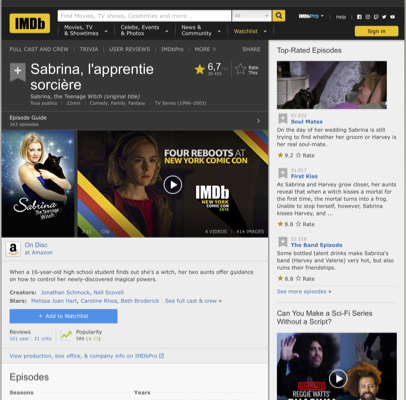 IMDb
Find Movies, TV shows, Celebrities and more...
All
IMDbPro
Help
Movies, TV
& Showtimes
Celebs, Events
& Photos
News &
Community
Watchlist
Sign in
FULL CAST AND CREW | TRIVIA | USER REVIEWS | IMDbPro | MORE
SHARE
Sabrina, l'apprentie
sorcière
6,7
Rate
This
Sabrina, the Teenage Witch (original title)
Tous publics | 22min | Comedy, Family, Fantasy | TV Series (1996–2003)
Episode Guide
163 episodes
Sabrina
FOUR REBOOTS AT
NEW YORK COMIC CON
IMDb
NEW YORK
COMIC CON
Clip
4 VIDEOS | 414 IMAGES
a
On Disc
at Amazon
When a 16-year-old high school student finds out she's a witch, her two aunts offer guidance
on how to control her newly-discovered magical powers.
Creators: Jonathan Schmock, Nell Scovell
Stars: Melissa Joan Hart, Caroline Rhea, Beth Broderick | See full cast & crew »
+ Add to Watchlist
Reviews
101 user | 21 critic
Popularity
Top-Rated Episodes
S7.E22
Soul Mates
On the day of her wedding Sabrina is still
trying to find whether the groom or Harvey is
her real soul-mate.
9.2 Rate
S1.E17
First Kiss
As Sabrina and Harvey grow closer, her aunts
reveal that when a witch kisses a mortal for
the first time, the mortal turns into a frog.
Unable to stop herself, however, Sabrina
kisses Harvey, and...
8.8 Rate
The Band Episode
Some bottled talent drinks make Sabrina's
band (Harvey and Valerie) very hot, but also
ruins their friendships.
8.8 Rate
See more episodes »
View production, box office, & company info on IMDbPro
Episodes
Seasons
Years
Can You Make a Sci-Fi Series
Without a Script?
REGGIE WATTS'